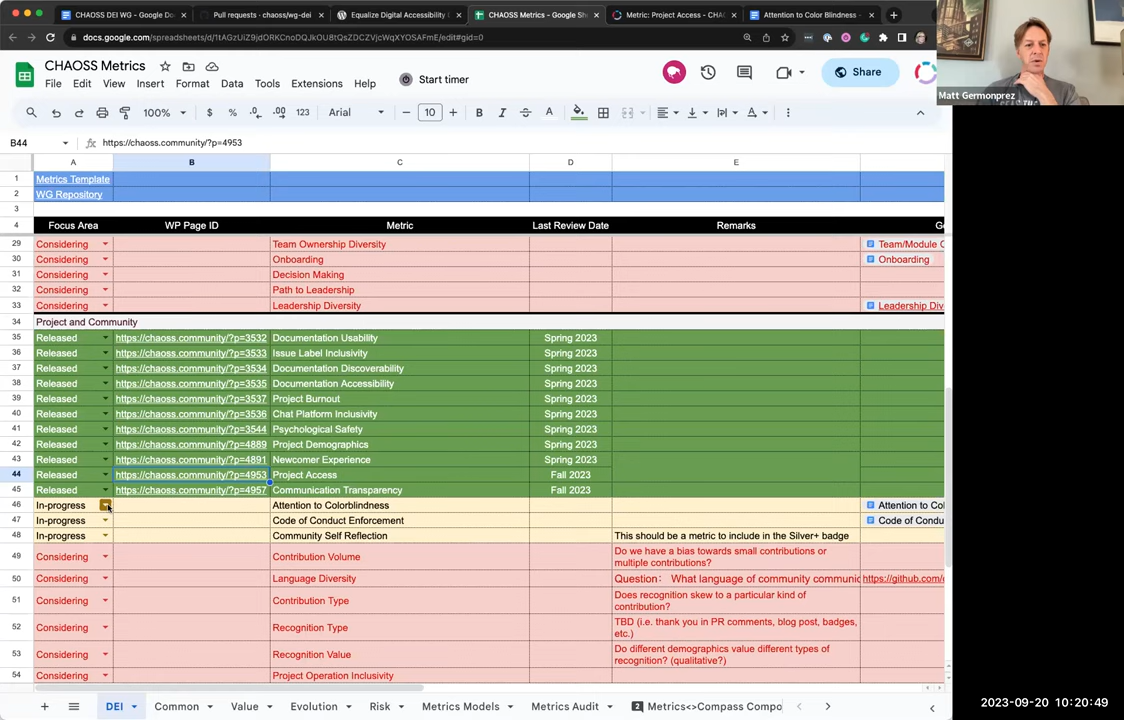 CHAOSS DEI WG - Google Do
Pull requests · chaoss/wg-dei
Equalize Digital Accessibility
CHAOSS Metrics - Google She
Metric: Project Access - CHAO
Attention to Color Blindness -
docs.google.com/spreadsheets/d/1tAGzUIZ9jdORKCnoDQJkOU8tQsZDCZVjcWqXYOSAFmE/edit#gid=0
CHAOSS Metrics
File Edit View Insert Format Data Tools Extensions Help
Start timer
Share
Matt Germonprez
100% $ % .0 .00 123 Arial 10 B I A
B44 fx https://chaoss.community/?p=4953
A B C D E
1 Metrics Template
2 WG Repository
3
4 Focus Area WP Page ID Metric Last Review Date Remarks
29 Considering Team Ownership Diversity Team/Module C
30 Considering Onboarding Onboarding
31 Considering Decision Making
32 Considering Path to Leadership
33 Considering Leadership Diversity Leadership Div
34 Project and Community
35 Released https://chaoss.community/?p=3532 Documentation Usability Spring 2023
36 Released https://chaoss.community/?p=3533 Issue Label Inclusivity Spring 2023
37 Released https://chaoss.community/?p=3534 Documentation Discoverability Spring 2023
38 Released https://chaoss.community/?p=3535 Documentation Accessibility Spring 2023
39 Released https://chaoss.community/?p=3537 Project Burnout Spring 2023
40 Released https://chaoss.community/?p=3536 Chat Platform Inclusivity Spring 2023
41 Released https://chaoss.community/?p=3544 Psychological Safety Spring 2023
42 Released https://chaoss.community/?p=4889 Project Demographics Spring 2023
43 Released https://chaoss.community/?p=4891 Newcomer Experience Spring 2023
44 Released https://chaoss.community/?p=4953 Project Access Fall 2023
45 Released https://chaoss.community/?p=4957 Communication Transparency Fall 2023
46 In-progress Attention to Colorblindness Attention to Col
47 In-progress Code of Conduct Enforcement Code of Condu
48 In-progress Community Self Reflection This should be a metric to include in the Silver+ badge
49 Considering Contribution Volume Do we have a bias towards small contributions or
multiple contributions?
50 Considering Language Diversity Question: What language of community communic https://github.com/c
51 Considering Contribution Type Does recognition skew to a particular kind of
contribution?
52 Considering Recognition Type TBD (i.e. thank you in PR comments, blog post, badges,
etc.)
53 Considering Recognition Value Do different demographics value different types of
recognition? (qualitative?)
54 Considering Project Operation Inclusivity
DEI Common Value Evolution Risk Metrics Models Metrics Audit 2 Metrics<>Compass Compo
2023-09-20 10:20:49